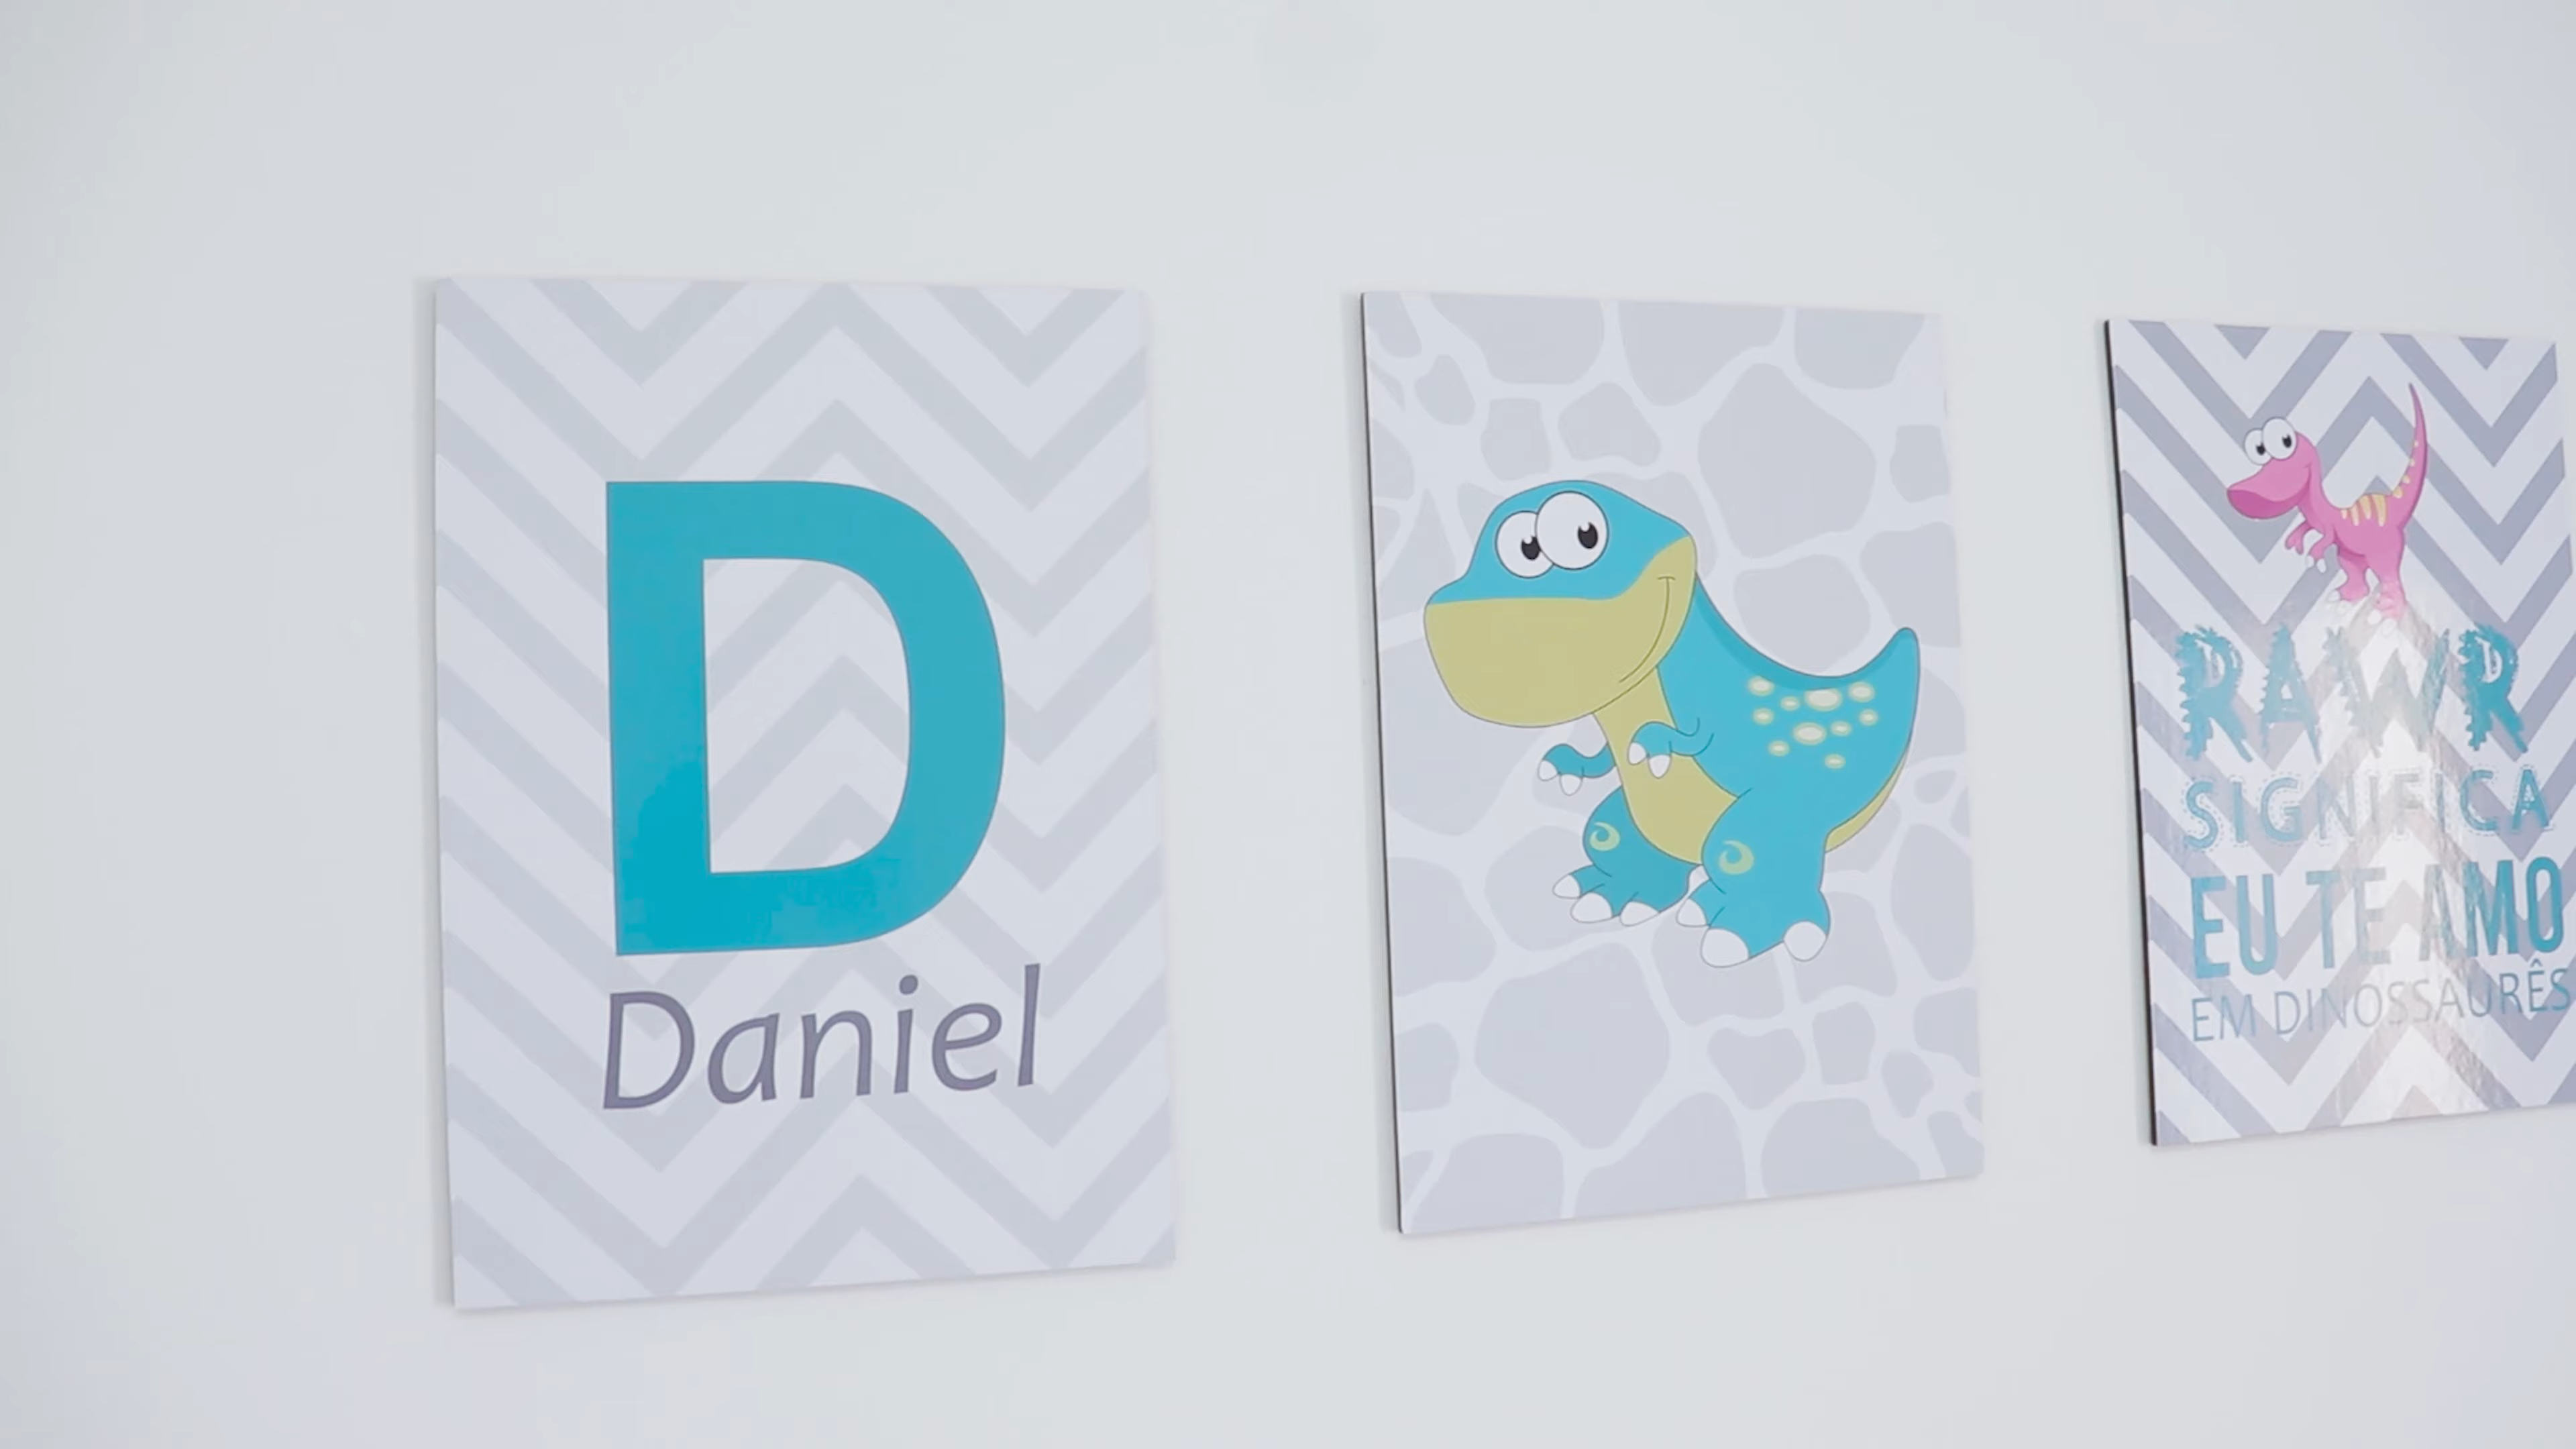 D
Daniel
RAWR
SIGNIFICA
EU TE AMO
EM DINOSSAURÊS